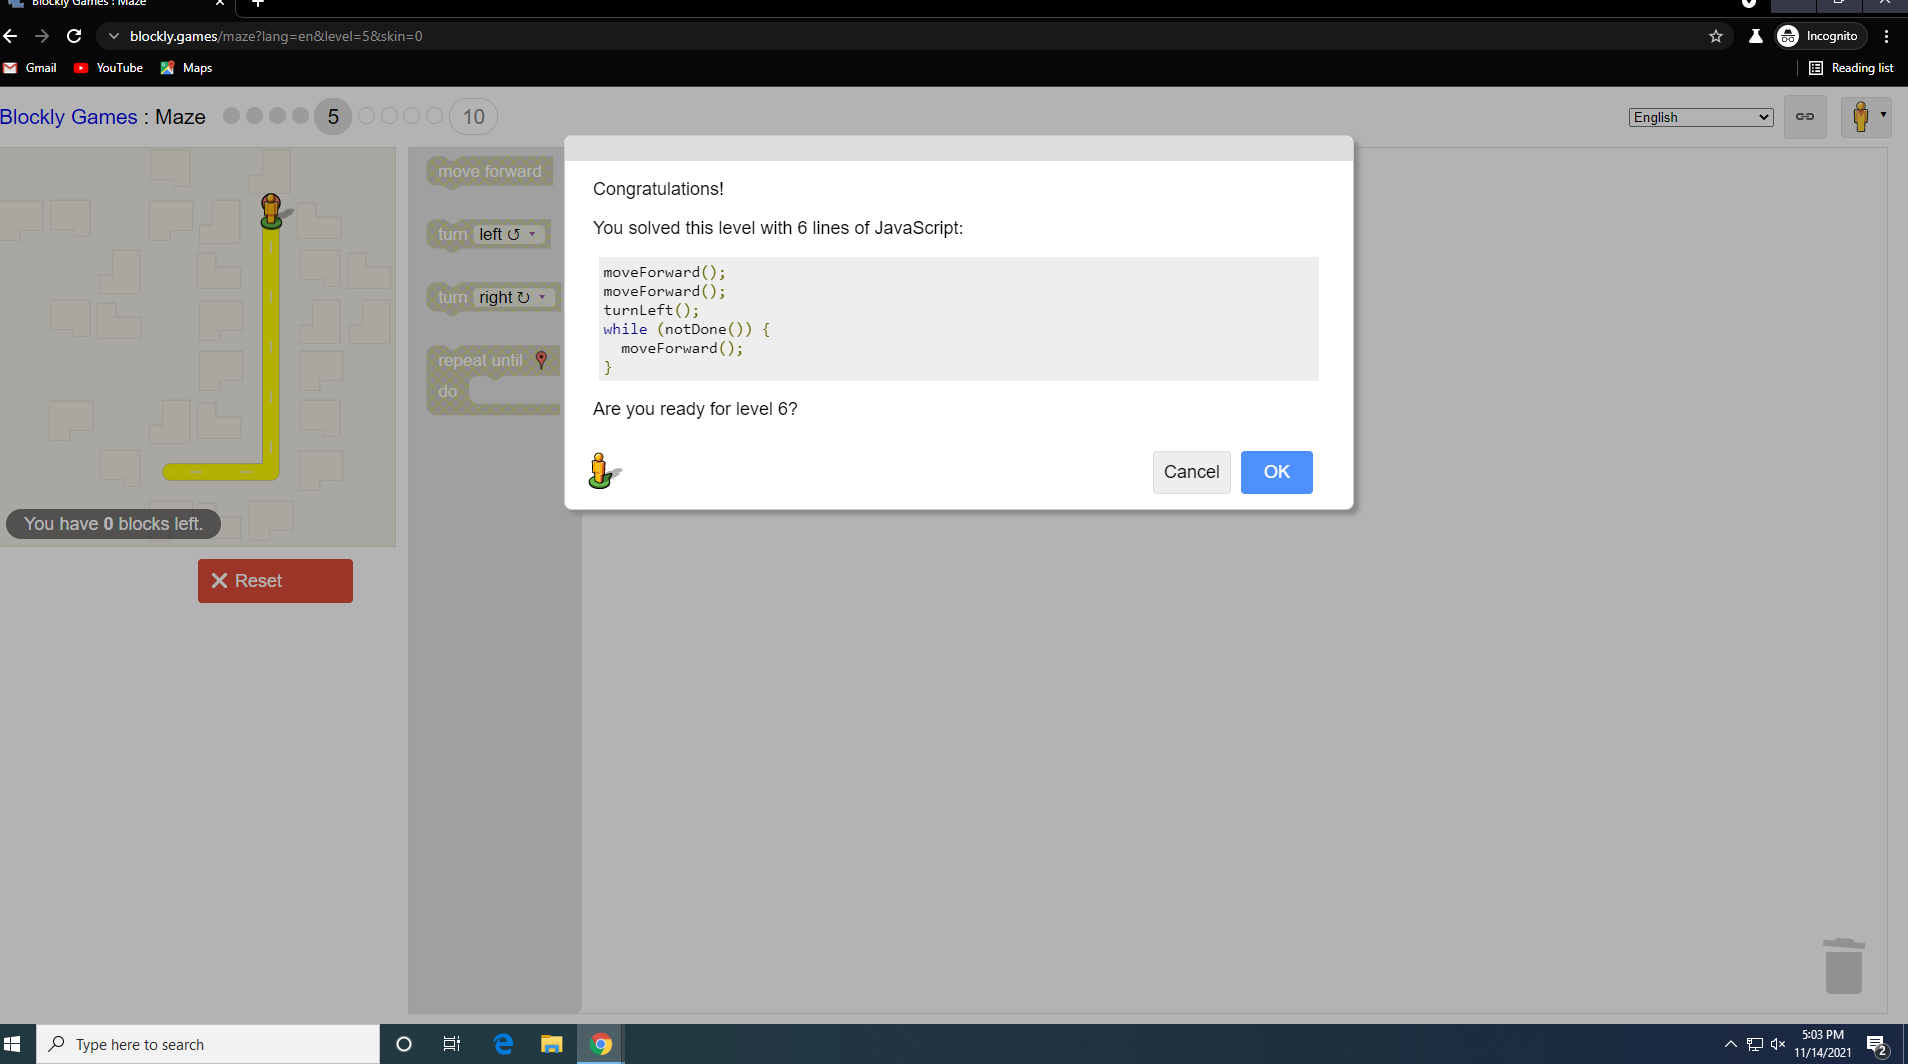 Blockly Games : Maze
blockly.games/maze?lang=en&level=5&skin=0
Incognito
Gmail
YouTube
Maps
Reading list
Blockly Games : Maze
5
10
English
move forward
turn left ↺
turn right ↻
repeat until
do
You have 0 blocks left.
Reset
Congratulations!
You solved this level with 6 lines of JavaScript:
moveForward();
moveForward();
turnLeft();
while (notDone()) {
  moveForward();
}
Are you ready for level 6?
Cancel
OK
Type here to search
5:03 PM
11/14/2021
2